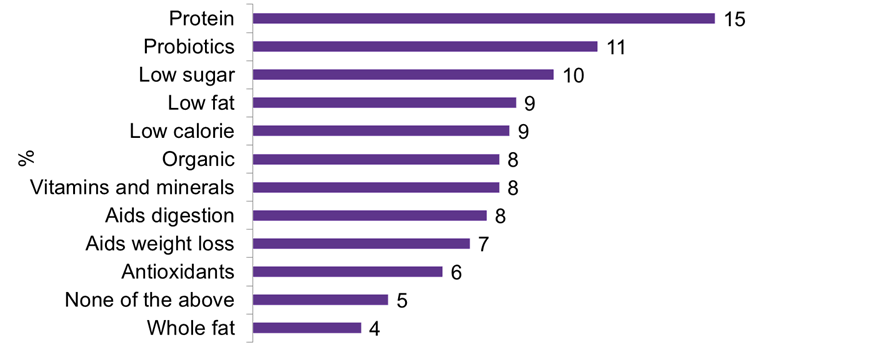 Protein 15
Probiotics 11
Low sugar 10
Low fat 9
Low calorie 9
Organic 8
%
Vitamins and minerals 8
Aids digestion 8
Aids weight loss 7
Antioxidants 6
None of the above 5
Whole fat 4